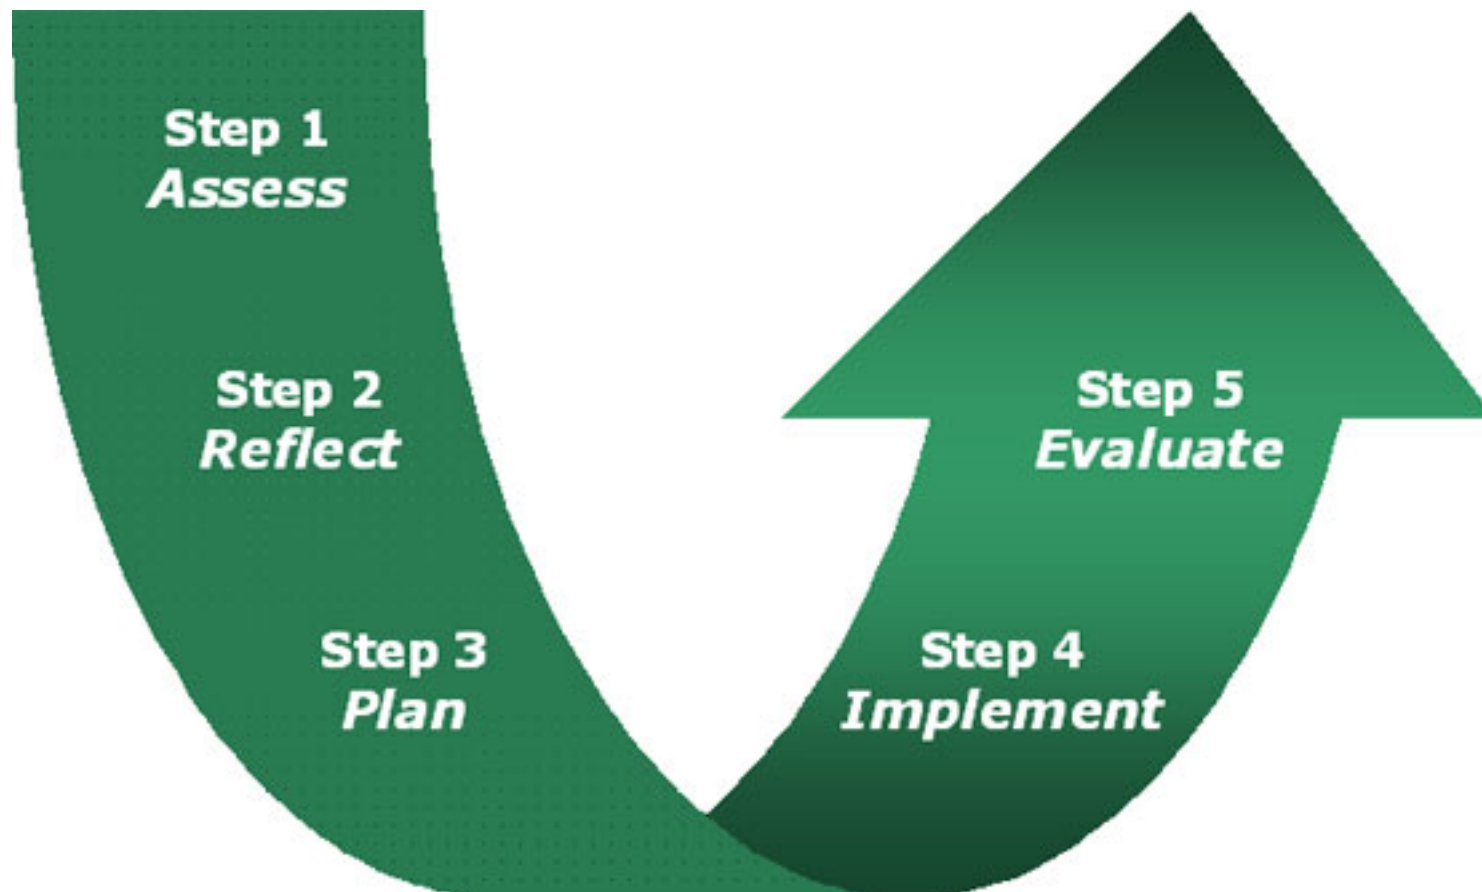 Step 1
Assess
Step 2
Reflect
Step 3
Plan
Step 4
Implement
Step 5
Evaluate